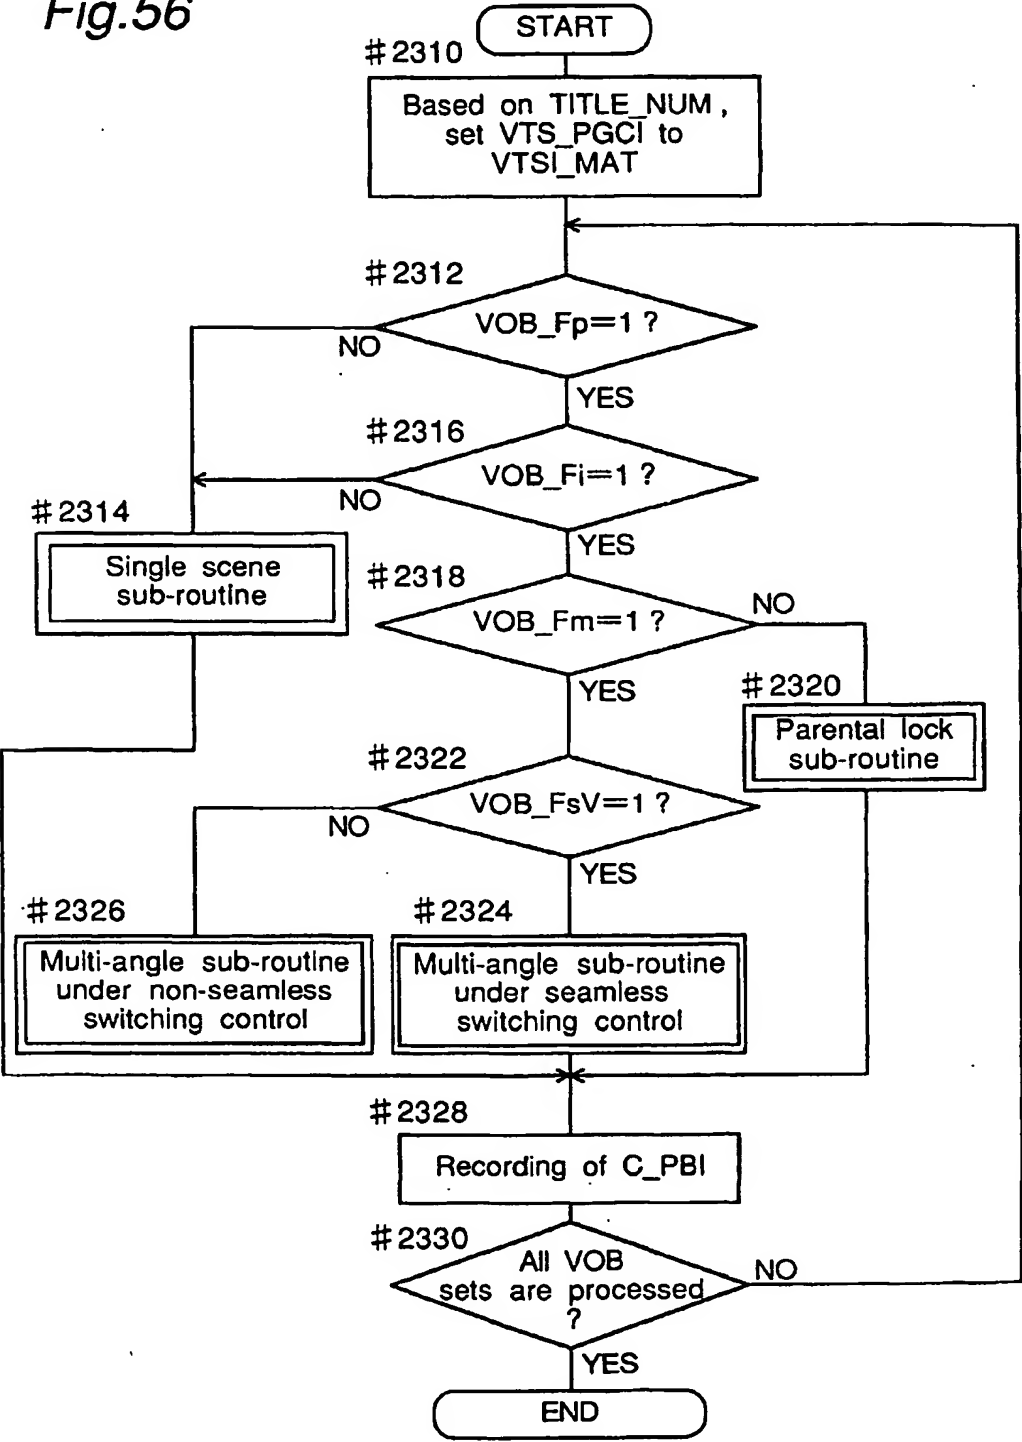 Fig.56
START
#2310
Based on TITLE_NUM,
set VTS_PGCI to
VTSI_MAT
#2312
VOB_Fp=1 ?
NO
YES
#2316
VOB_Fi=1 ?
NO
YES
#2314
Single scene
sub-routine
#2318
VOB_Fm=1 ?
NO
YES
#2320
Parental lock
sub-routine
#2322
VOB_FsV=1 ?
NO
YES
#2326
Multi-angle sub-routine
under non-seamless
switching control
#2324
Multi-angle sub-routine
under seamless
switching control
#2328
Recording of C_PBI
#2330
All VOB
sets are processed
?
NO
YES
END